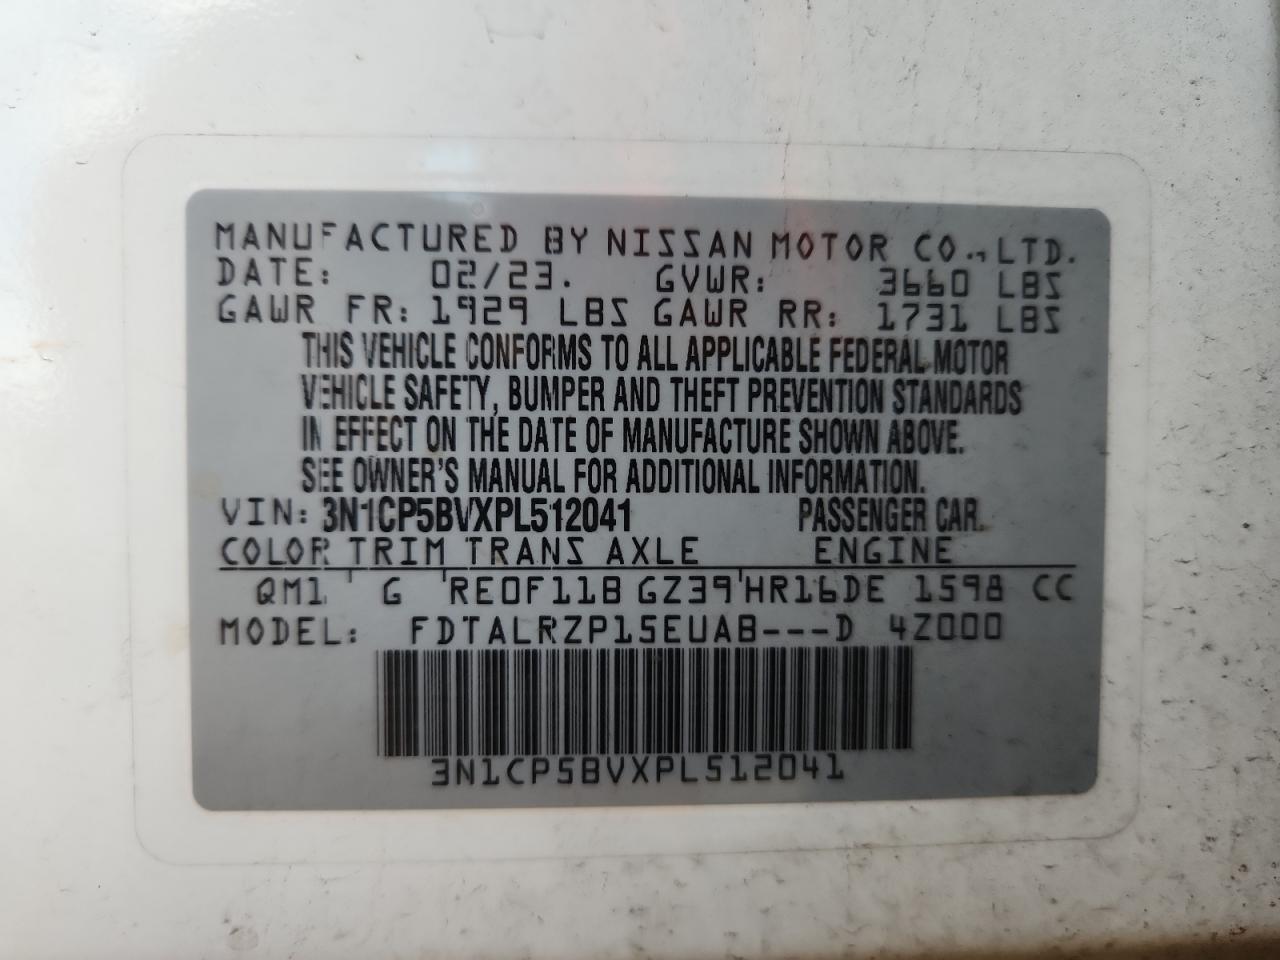 MANUFACTURED BY NISSAN MOTOR CO.,LTD.
DATE: 02/23. GVWR: 3660 LBS
GAWR FR: 1929 LBS GAWR RR: 1731 LBS
THIS VEHICLE CONFORMS TO ALL APPLICABLE FEDERAL MOTOR
VEHICLE SAFETY, BUMPER AND THEFT PREVENTION STANDARDS
IN EFFECT ON THE DATE OF MANUFACTURE SHOWN ABOVE.
SEE OWNER'S MANUAL FOR ADDITIONAL INFORMATION.
VIN: 3N1CP5BVXPL512041 PASSENGER CAR.
COLOR TRIM TRANS AXLE ENGINE
QM1 G RE0F11B GZ39 HR16DE 1598 CC
MODEL: FDTALRZP15EUAB---D 4Z000
3N1CP5BVXPL512041